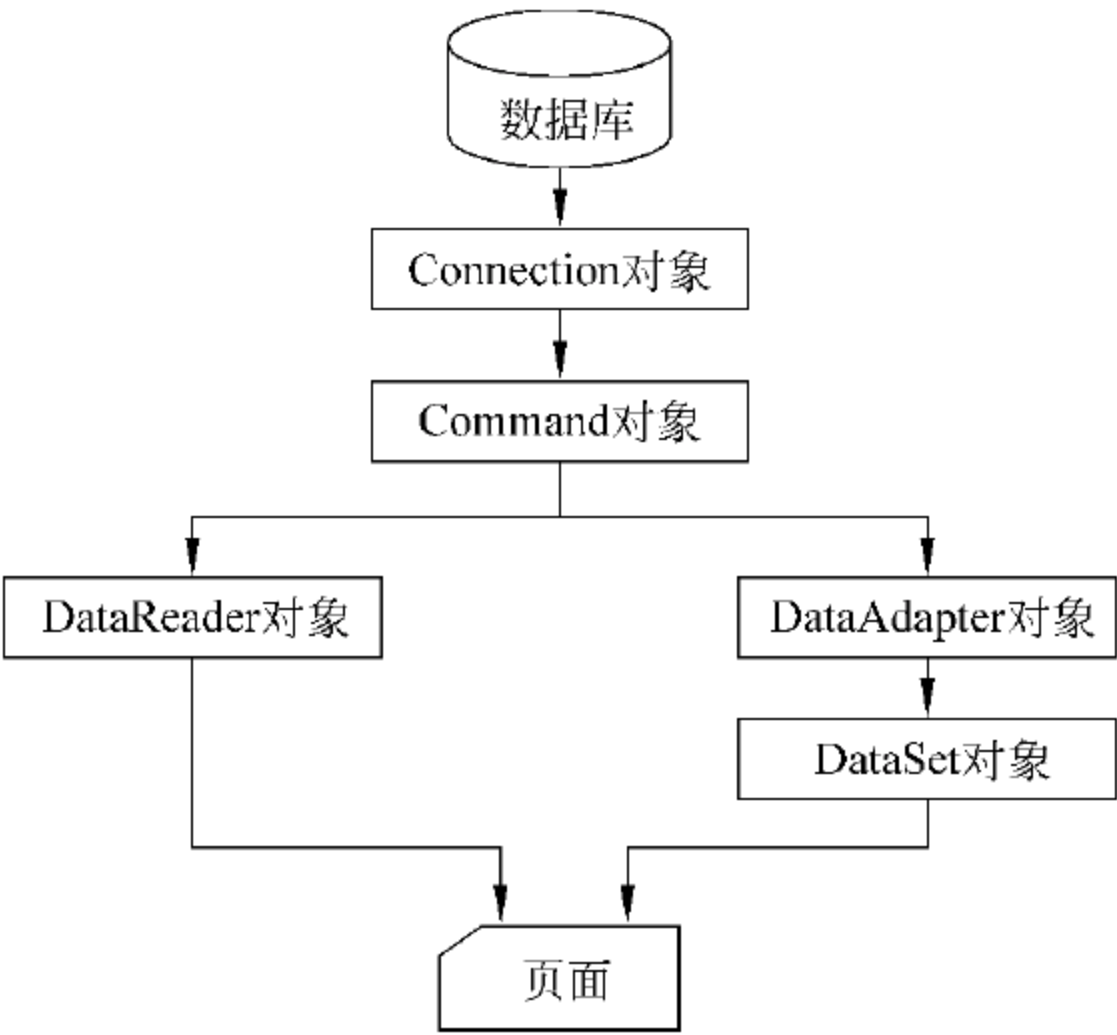 数据库
Connection对象
Command对象
DataReader对象
DataAdapter对象
DataSet对象
页面